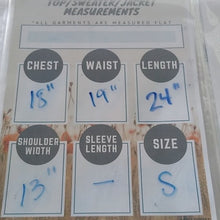 TOP/SWEATER/JACKET
MEASUREMENTS
*ALL GARMENTS ARE MEASURED FLAT
CHEST WAIST LENGTH
18" 19" 24"
SHOULDER WIDTH SLEEVE LENGTH SIZE
13" - S